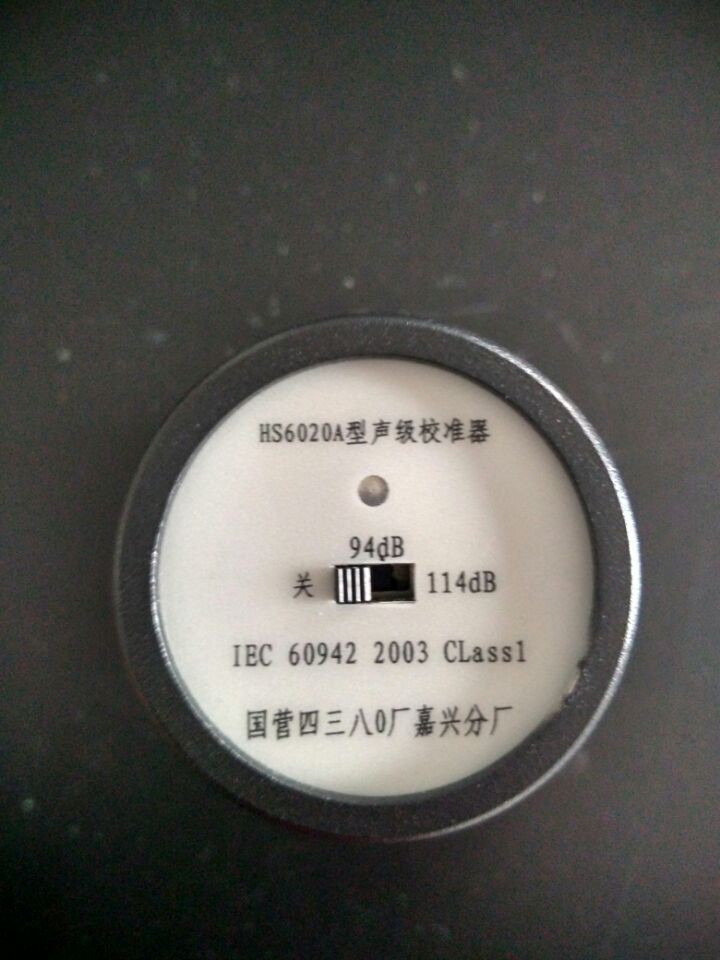 HS6020A型声级校准器
94dB
关 114dB
IEC 60942 2003 CLass1
国营四三八0厂嘉兴分厂